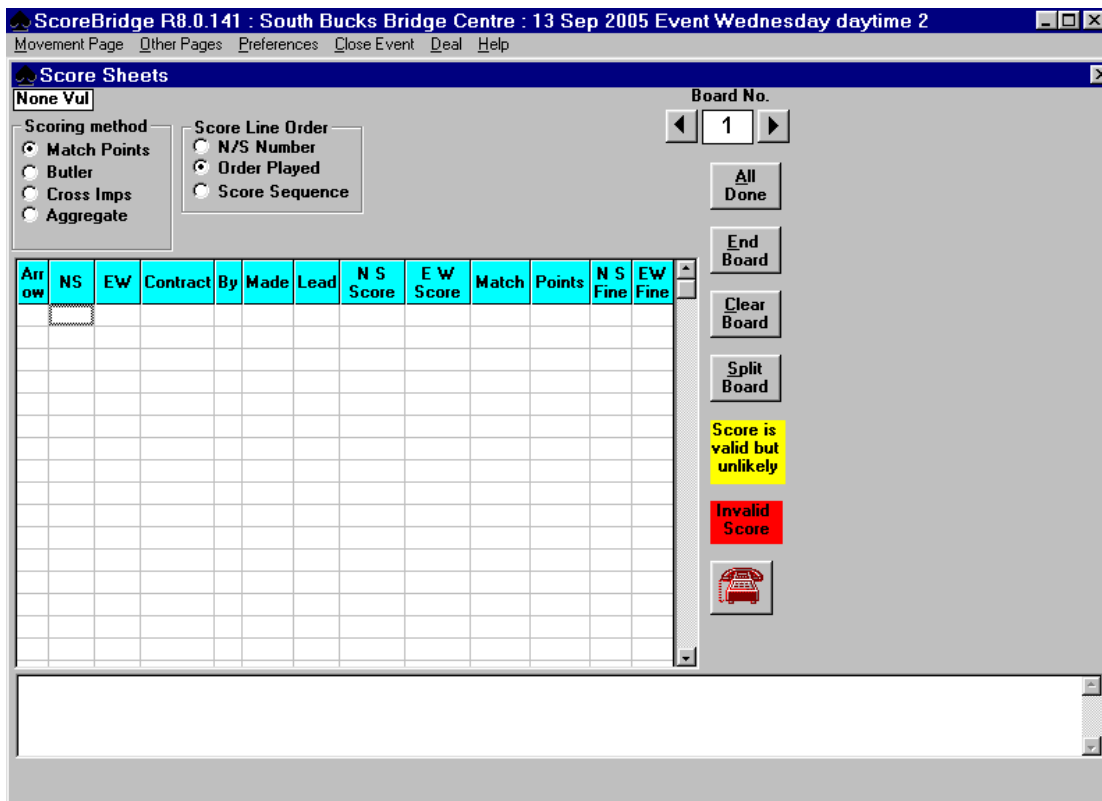 ScoreBridge R8.0.141 : South Bucks Bridge Centre : 13 Sep 2005 Event Wednesday daytime 2
Movement Page Other Pages Preferences Close Event Deal Help
Score Sheets
None Vul
Board No.
1
Scoring method
Match Points
Butler
Cross Imps
Aggregate
Score Line Order
N/S Number
Order Played
Score Sequence
All
Done
End
Board
Clear
Board
Split
Board
Score is
valid but
unlikely
Invalid
Score
Arr
ow
NS
EW
Contract
By
Made
Lead
N S
Score
E W
Score
Match
Points
N S
Fine
EW
Fine